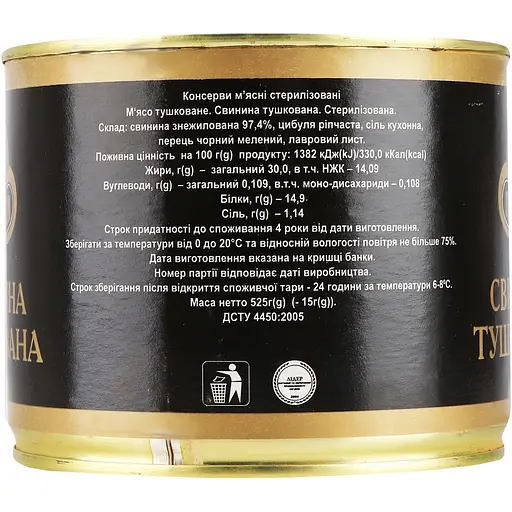 Консерви м'ясні стерилізовані
М'ясо тушковане. Свинина тушкована. Стерилізована.
Склад: свинина знежилована 97,4%, цибуля ріпчаста, сіль кухонна,
перець чорний мелений, лавровий лист.
Поживна цінність на 100 г(g) продукту: 1382 кДж(kJ)/330,0 кКал(kcal)
Жири, г(g) – загальний 30,0, в т.ч. НЖК – 14,09
Вуглеводи, г(g) – загальний 0,109, в.т.ч. моно-дисахариди – 0,108
Білки, г(g) – 14,9
Сіль, г(g) – 1,14
Строк придатності до споживання 4 роки від дати виготовлення.
Зберігати за температури від 0 до 20°С та відносній вологості повітря не більше 75%.
Дата виготовлення вказана на кришці банки.
Номер партії відповідає даті виробництва.
Строк зберігання після відкриття споживчої тари - 24 години за температури 6-8°С.
Маса нетто 525г(g) (- 15г(g)).
ДСТУ 4450:2005
НА
АНА
СВ
ТУШ
ЛІДЕР